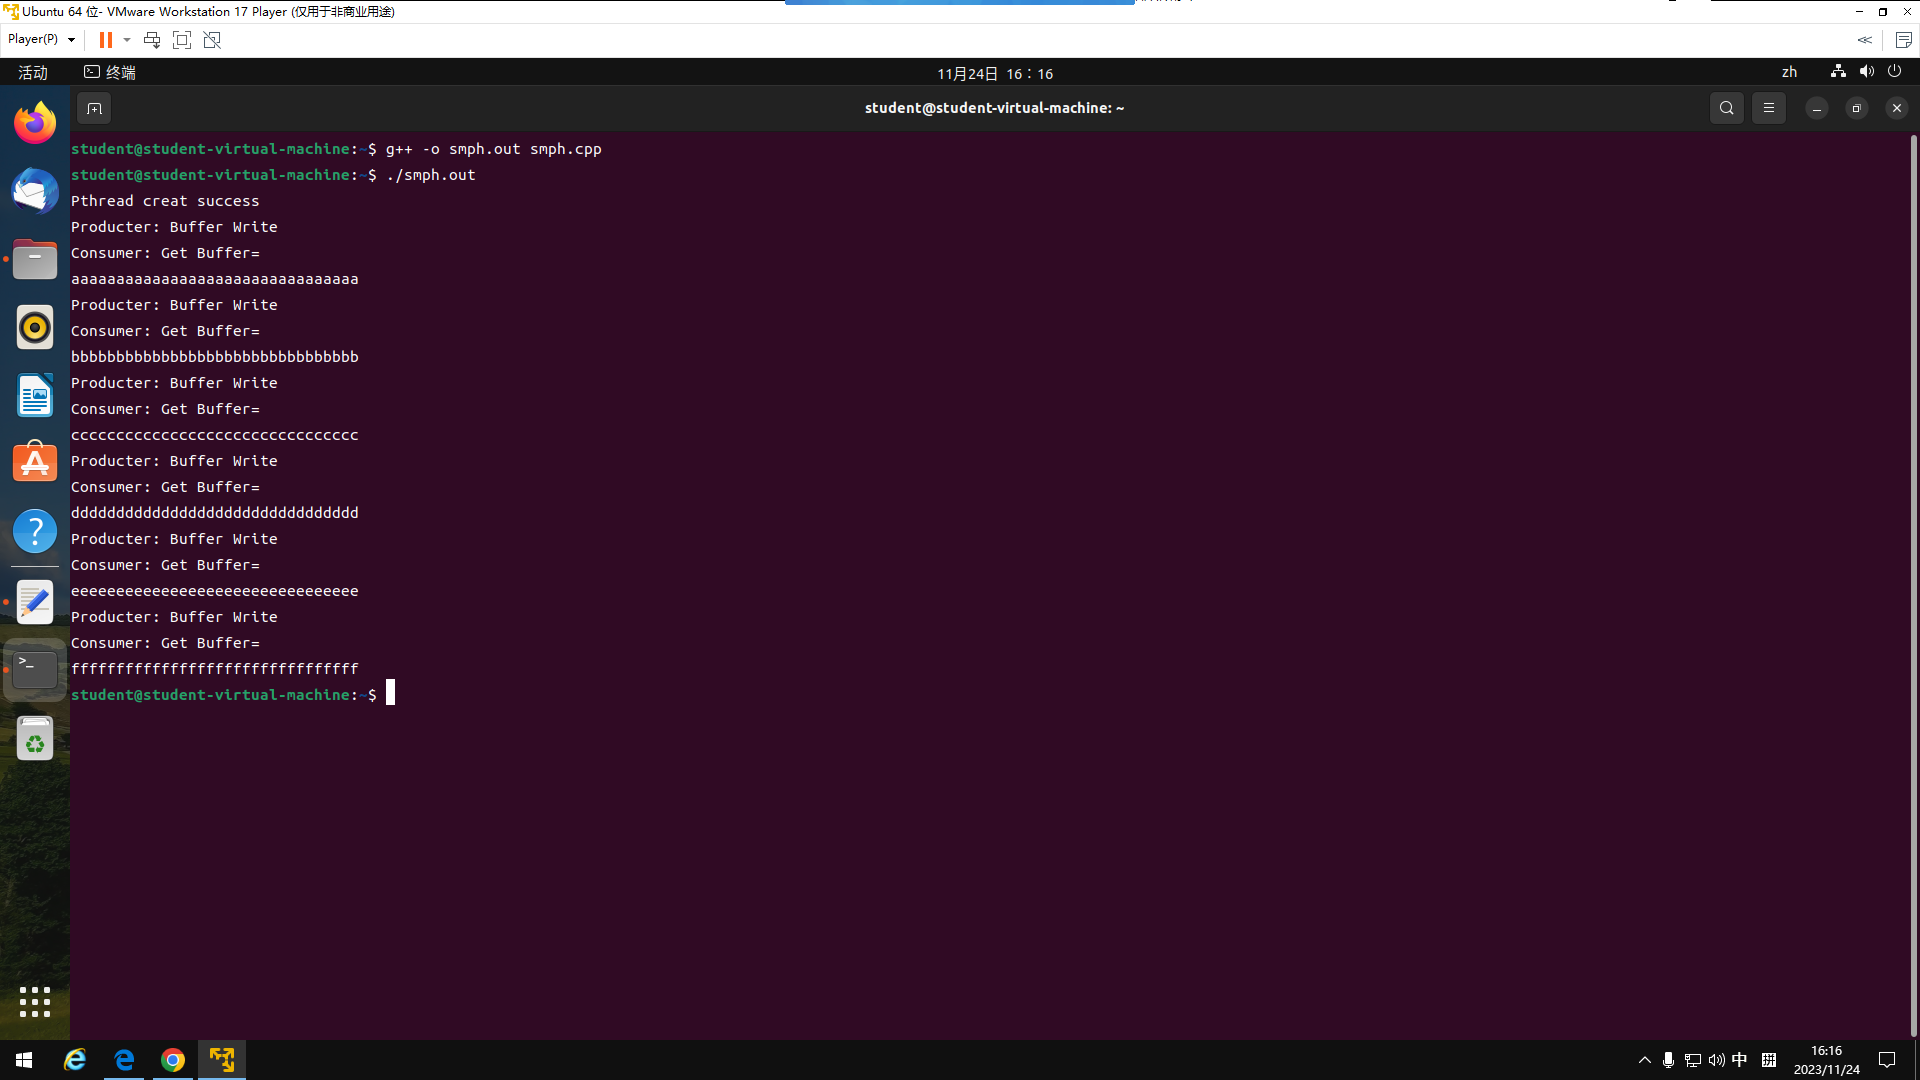 Ubuntu 64 位- VMware Workstation 17 Player (仅用于非商业用途)
Player(P)
活动 终端 11月24日 16：16 zh
student@student-virtual-machine: ~
student@student-virtual-machine:~$ g++ -o smph.out smph.cpp
student@student-virtual-machine:~$ ./smph.out
Pthread creat success
Producter: Buffer Write
Consumer: Get Buffer=
aaaaaaaaaaaaaaaaaaaaaaaaaaaaaaaa
Producter: Buffer Write
Consumer: Get Buffer=
bbbbbbbbbbbbbbbbbbbbbbbbbbbbbbbb
Producter: Buffer Write
Consumer: Get Buffer=
cccccccccccccccccccccccccccccccc
Producter: Buffer Write
Consumer: Get Buffer=
dddddddddddddddddddddddddddddddd
Producter: Buffer Write
Consumer: Get Buffer=
eeeeeeeeeeeeeeeeeeeeeeeeeeeeeeee
Producter: Buffer Write
Consumer: Get Buffer=
ffffffffffffffffffffffffffffffff
student@student-virtual-machine:~$
中 拼 16:16
2023/11/24